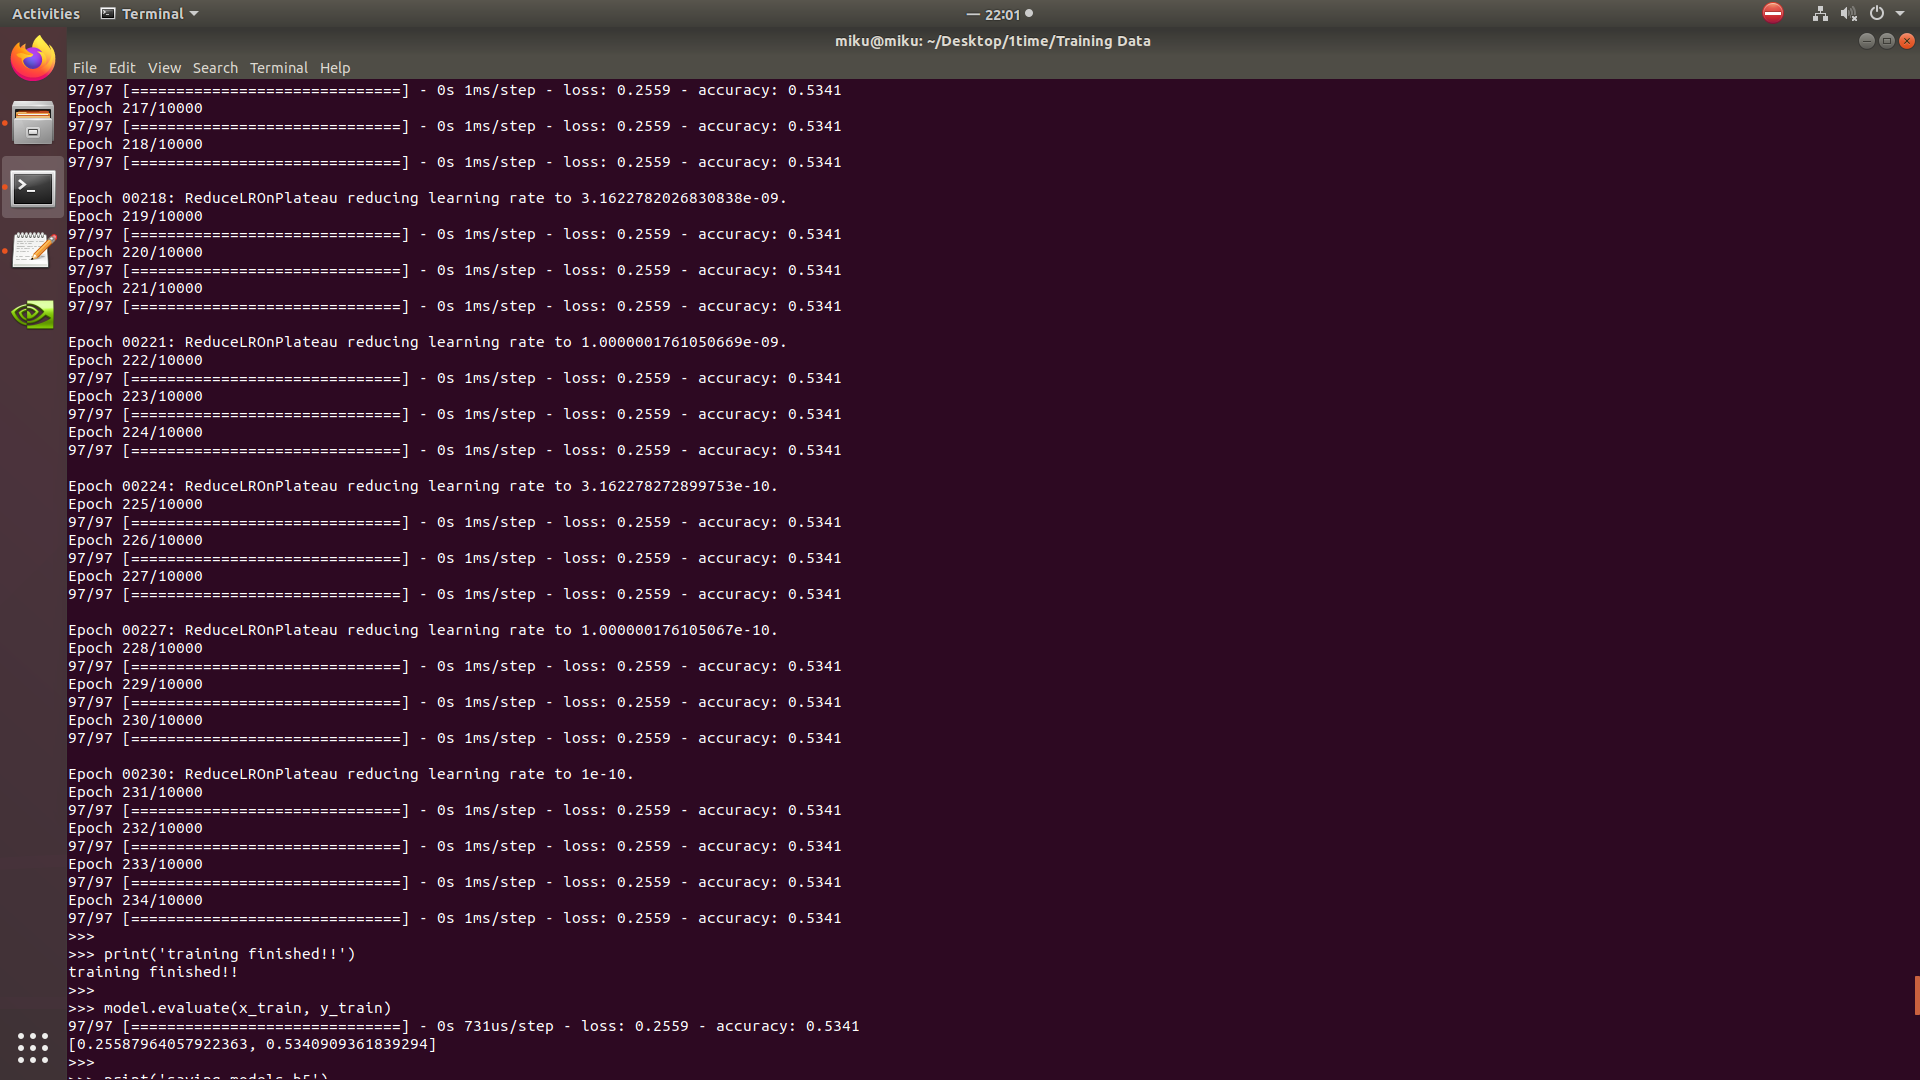 Activities Terminal
22:01
miku@miku: ~/Desktop/1time/Training Data
File Edit View Search Terminal Help
97/97 [==============================] - 0s 1ms/step - loss: 0.2559 - accuracy: 0.5341
Epoch 217/10000
97/97 [==============================] - 0s 1ms/step - loss: 0.2559 - accuracy: 0.5341
Epoch 218/10000
97/97 [==============================] - 0s 1ms/step - loss: 0.2559 - accuracy: 0.5341
Epoch 00218: ReduceLROnPlateau reducing learning rate to 3.1622782026830838e-09.
Epoch 219/10000
97/97 [==============================] - 0s 1ms/step - loss: 0.2559 - accuracy: 0.5341
Epoch 220/10000
97/97 [==============================] - 0s 1ms/step - loss: 0.2559 - accuracy: 0.5341
Epoch 221/10000
97/97 [==============================] - 0s 1ms/step - loss: 0.2559 - accuracy: 0.5341
Epoch 00221: ReduceLROnPlateau reducing learning rate to 1.0000001761050669e-09.
Epoch 222/10000
97/97 [==============================] - 0s 1ms/step - loss: 0.2559 - accuracy: 0.5341
Epoch 223/10000
97/97 [==============================] - 0s 1ms/step - loss: 0.2559 - accuracy: 0.5341
Epoch 224/10000
97/97 [==============================] - 0s 1ms/step - loss: 0.2559 - accuracy: 0.5341
Epoch 00224: ReduceLROnPlateau reducing learning rate to 3.162278272899753e-10.
Epoch 225/10000
97/97 [==============================] - 0s 1ms/step - loss: 0.2559 - accuracy: 0.5341
Epoch 226/10000
97/97 [==============================] - 0s 1ms/step - loss: 0.2559 - accuracy: 0.5341
Epoch 227/10000
97/97 [==============================] - 0s 1ms/step - loss: 0.2559 - accuracy: 0.5341
Epoch 00227: ReduceLROnPlateau reducing learning rate to 1.000000176105067e-10.
Epoch 228/10000
97/97 [==============================] - 0s 1ms/step - loss: 0.2559 - accuracy: 0.5341
Epoch 229/10000
97/97 [==============================] - 0s 1ms/step - loss: 0.2559 - accuracy: 0.5341
Epoch 230/10000
97/97 [==============================] - 0s 1ms/step - loss: 0.2559 - accuracy: 0.5341
Epoch 00230: ReduceLROnPlateau reducing learning rate to 1e-10.
Epoch 231/10000
97/97 [==============================] - 0s 1ms/step - loss: 0.2559 - accuracy: 0.5341
Epoch 232/10000
97/97 [==============================] - 0s 1ms/step - loss: 0.2559 - accuracy: 0.5341
Epoch 233/10000
97/97 [==============================] - 0s 1ms/step - loss: 0.2559 - accuracy: 0.5341
Epoch 234/10000
97/97 [==============================] - 0s 1ms/step - loss: 0.2559 - accuracy: 0.5341
>>>
>>> print('training finished!!')
training finished!!
>>>
>>> model.evaluate(x_train, y_train)
97/97 [==============================] - 0s 731us/step - loss: 0.2559 - accuracy: 0.5341
[0.25587964057922363, 0.5340909361839294]
>>>